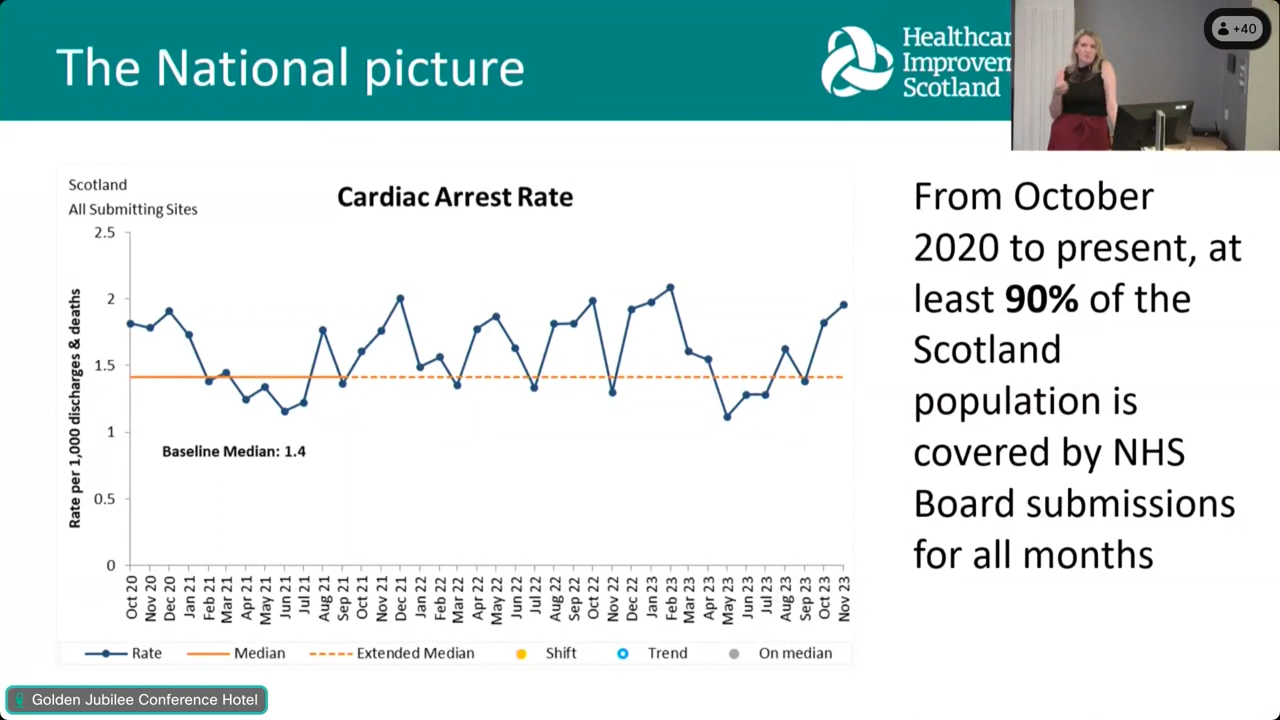 The National picture
Healthcar
Improvem
Scotland
+40
Scotland
All Submitting Sites
Cardiac Arrest Rate
Rate per 1,000 discharges & deaths
2.5
2
1.5
1
0.5
0
Baseline Median: 1.4
Oct 20
Nov 20
Dec 20
Jan 21
Feb 21
Mar 21
Apr 21
May 21
Jun 21
Jul 21
Aug 21
Sep 21
Oct 21
Nov 21
Dec 21
Jan 22
Feb 22
Mar 22
Apr 22
May 22
Jun 22
Jul 22
Aug 22
Sep 22
Oct 22
Nov 22
Dec 22
Jan 23
Feb 23
Mar 23
Apr 23
May 23
Jun 23
Jul 23
Aug 23
Sep 23
Oct 23
Nov 23
Rate
Median
Extended Median
Shift
Trend
On median
From October
2020 to present, at
least 90% of the
Scotland
population is
covered by NHS
Board submissions
for all months
Golden Jubilee Conference Hotel